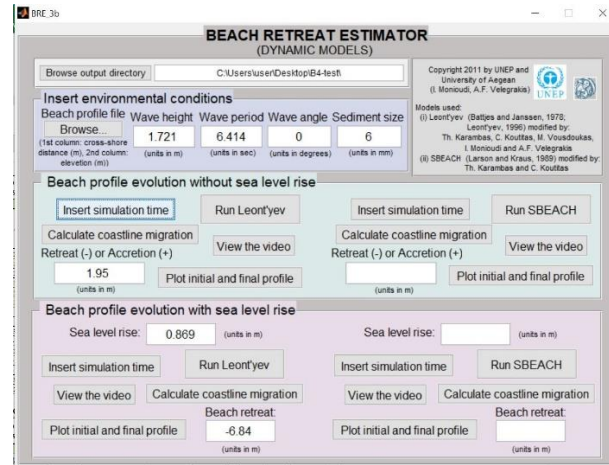 BRE_3b
BEACH RETREAT ESTIMATOR
(DYNAMIC MODELS)
Browse output directory C:\Users\user\Desktop\B4-test\
Copyright 2011 by UNEP and
University of Aegean
(I. Monioudi, A.F. Velegrakis)
UNEP
Models used:
(i) Leont'yev (Battjes and Janssen, 1978;
Leont'yev, 1996) modified by:
Th. Karambas, C. Koutitas, M. Vousdoukas,
I. Monioudi and A.F. Velegrakis
(ii) SBEACH (Larson and Kraus, 1989) modified by:
Th. Karambas and C. Koutitas
Insert environmental conditions
Beach profile file Wave height Wave period Wave angle Sediment size
Browse... 1.721 6.414 0 6
(1st column: cross-shore
distance (m), 2nd column:
elevetion (m))
(units in m) (units in sec) (units in degrees) (units in mm)
Beach profile evolution without sea level rise
Insert simulation time Run Leont'yev Insert simulation time Run SBEACH
Calculate coastline migration View the video Calculate coastline migration View the video
Retreat (-) or Accretion (+) Retreat (-) or Accretion (+)
1.95 Plot initial and final profile Plot initial and final profile
(units in m) (units in m)
Beach profile evolution with sea level rise
Sea level rise: 0.869 (units in m) Sea level rise: (units in m)
Insert simulation time Run Leont'yev Insert simulation time Run SBEACH
View the video Calculate coastline migration View the video Calculate coastline migration
Beach retreat: Beach retreat:
Plot initial and final profile -6.84 Plot initial and final profile
(units in m) (units in m)